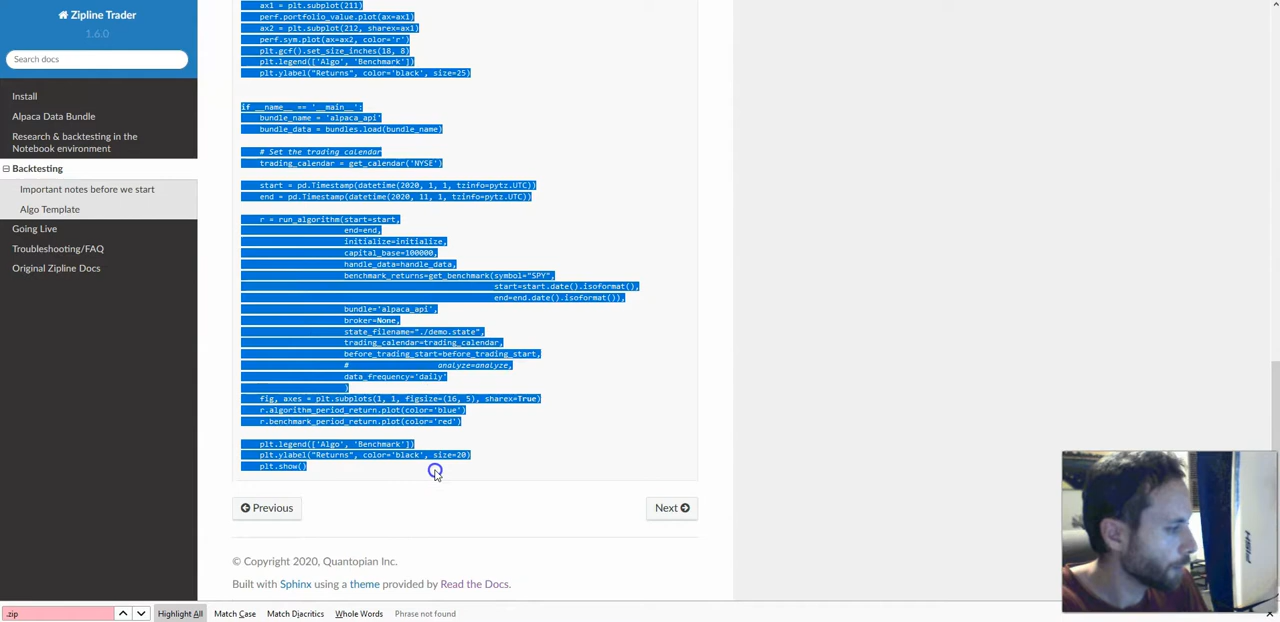 Zipline Trader
1.6.0
Search docs
Install
Alpaca Data Bundle
Research & backtesting in the
Notebook environment
Backtesting
Important notes before we start
Algo Template
Going Live
Troubleshooting/FAQ
Original Zipline Docs
ax1 = plt.subplot(211)
perf.portfolio_value.plot(ax=ax1)
ax2 = plt.subplot(212, sharex=ax1)
perf.sym.plot(ax=ax2, color='r')
plt.gcf().set_size_inches(18, 8)
plt.legend(['Algo', 'Benchmark'])
plt.ylabel("Returns", color='black', size=25)
if __name__ == '__main__':
bundle_name = 'alpaca_api'
bundle_data = bundles.load(bundle_name)
# Set the trading calendar
trading_calendar = get_calendar('NYSE')
start = pd.Timestamp(datetime(2020, 1, 1, tzinfo=pytz.UTC))
end = pd.Timestamp(datetime(2020, 11, 1, tzinfo=pytz.UTC))
r = run_algorithm(start=start,
end=end,
initialize=initialize,
capital_base=100000,
handle_data=handle_data,
benchmark_returns=get_benchmark(symbol="SPY",
start=start.date().isoformat(),
end=end.date().isoformat()),
bundle='alpaca_api',
broker=None,
state_filename="./demo.state",
trading_calendar=trading_calendar,
before_trading_start=before_trading_start,
# analyze=analyze,
data_frequency='daily'
)
fig, axes = plt.subplots(1, 1, figsize=(16, 5), sharex=True)
r.algorithm_period_return.plot(color='blue')
r.benchmark_period_return.plot(color='red')
plt.legend(['Algo', 'Benchmark'])
plt.ylabel("Returns", color='black', size=20)
plt.show()
Previous
Next
© Copyright 2020, Quantopian Inc.
Built with Sphinx using a theme provided by Read the Docs.
.zip
Highlight All
Match Case
Match Diacritics
Whole Words
Phrase not found